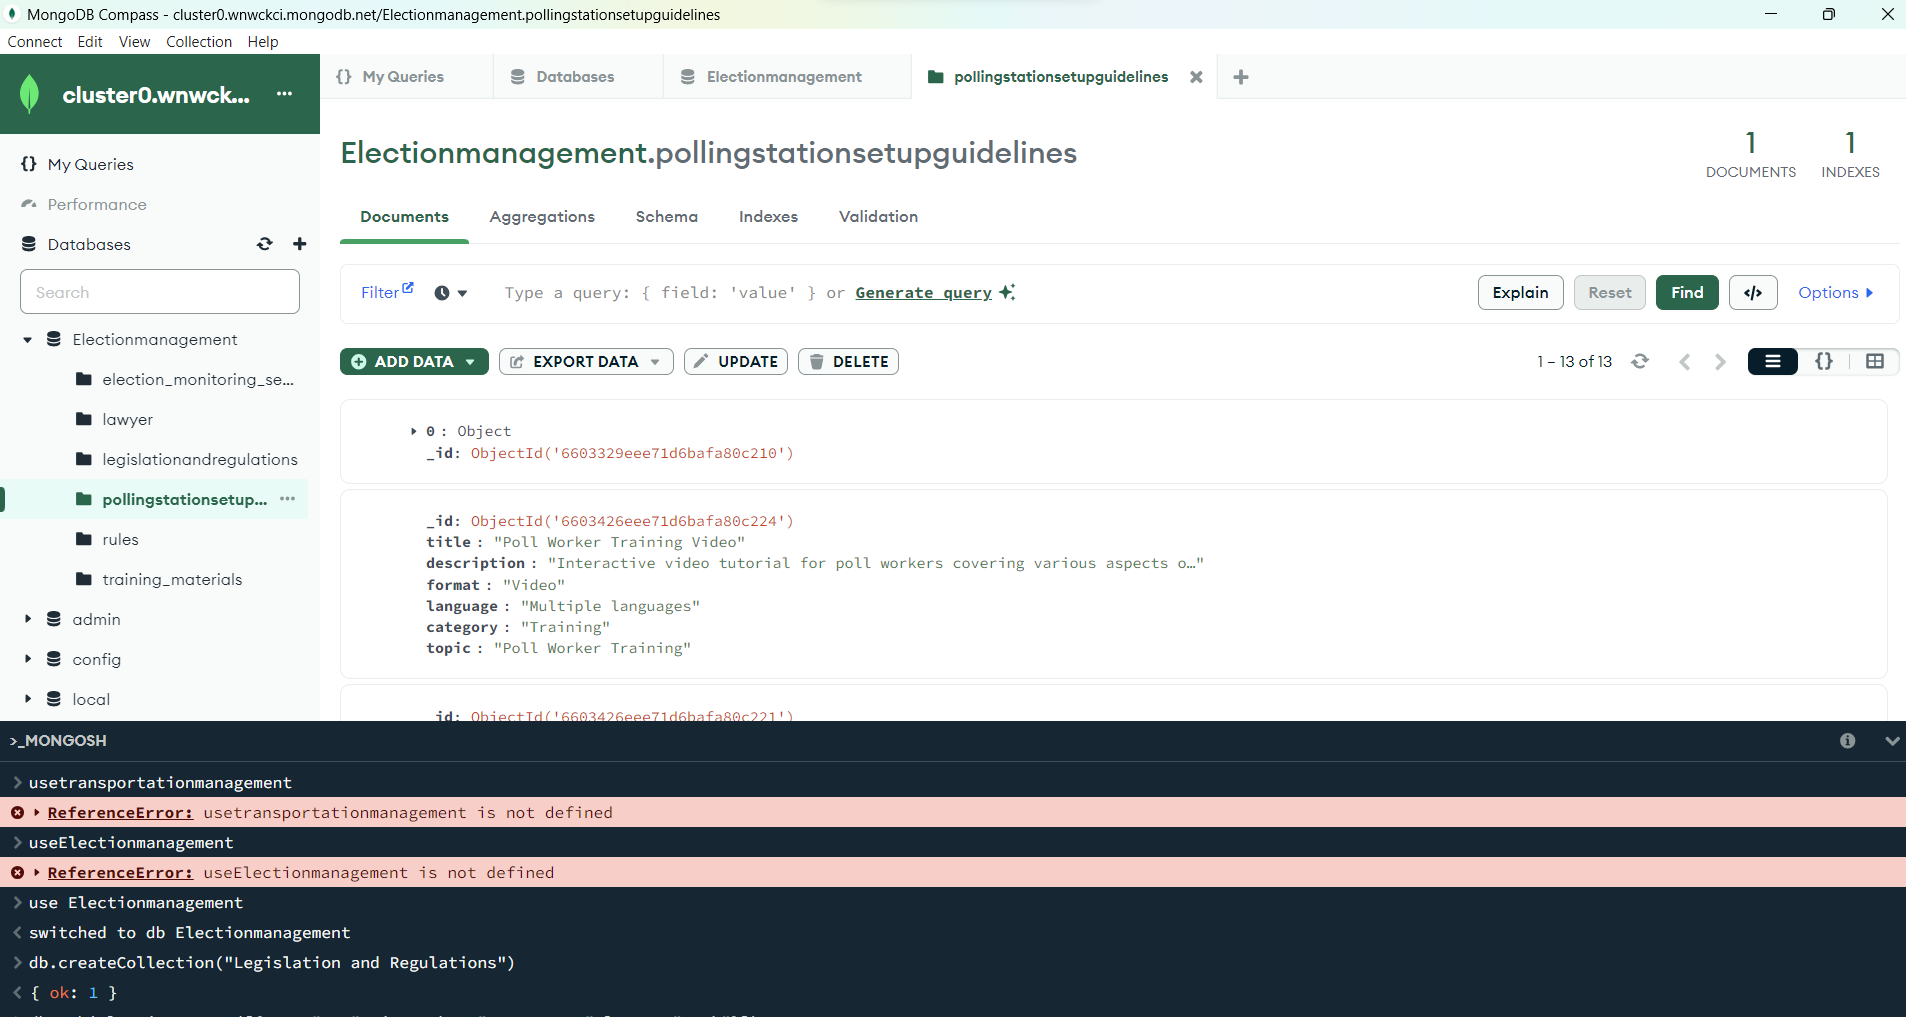 MongoDB Compass - cluster0.wnwckci.mongodb.net/Electionmanagement.pollingstationsetupguidelines
Connect Edit View Collection Help
cluster0.wnwck... ...
My Queries
Performance
Databases
Search
Electionmanagement
election_monitoring_se...
lawyer
legislationandregulations
pollingstationsetup... ...
rules
training_materials
admin
config
local
{} My Queries Databases Electionmanagement pollingstationsetupguidelines
Electionmanagement.pollingstationsetupguidelines
1 DOCUMENTS
1 INDEXES
Documents Aggregations Schema Indexes Validation
Filter Type a query: { field: 'value' } or Generate query Explain Reset Find </> Options
ADD DATA EXPORT DATA UPDATE DELETE 1 – 13 of 13 {}
0 : Object
_id: ObjectId('6603329eee71d6bafa80c210')
_id: ObjectId('6603426eee71d6bafa80c224')
title : "Poll Worker Training Video"
description : "Interactive video tutorial for poll workers covering various aspects o…"
format : "Video"
language : "Multiple languages"
category : "Training"
topic : "Poll Worker Training"
_id: ObjectId('6603426eee71d6bafa80c221')
>_MONGOSH
> usetransportationmanagement
ReferenceError: usetransportationmanagement is not defined
> useElectionmanagement
ReferenceError: useElectionmanagement is not defined
> use Electionmanagement
< switched to db Electionmanagement
> db.createCollection("Legislation and Regulations")
< { ok: 1 }